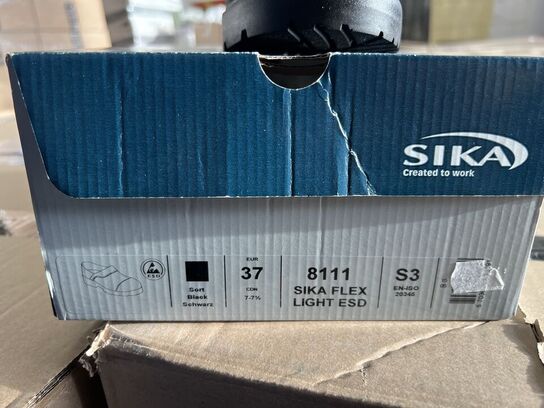 SIKA
Created to work
ESD
Sort
Black
Schwarz
EUR
37
CDN
7-7½
8111
SIKA FLEX
LIGHT ESD
S3
EN-ISO
20345